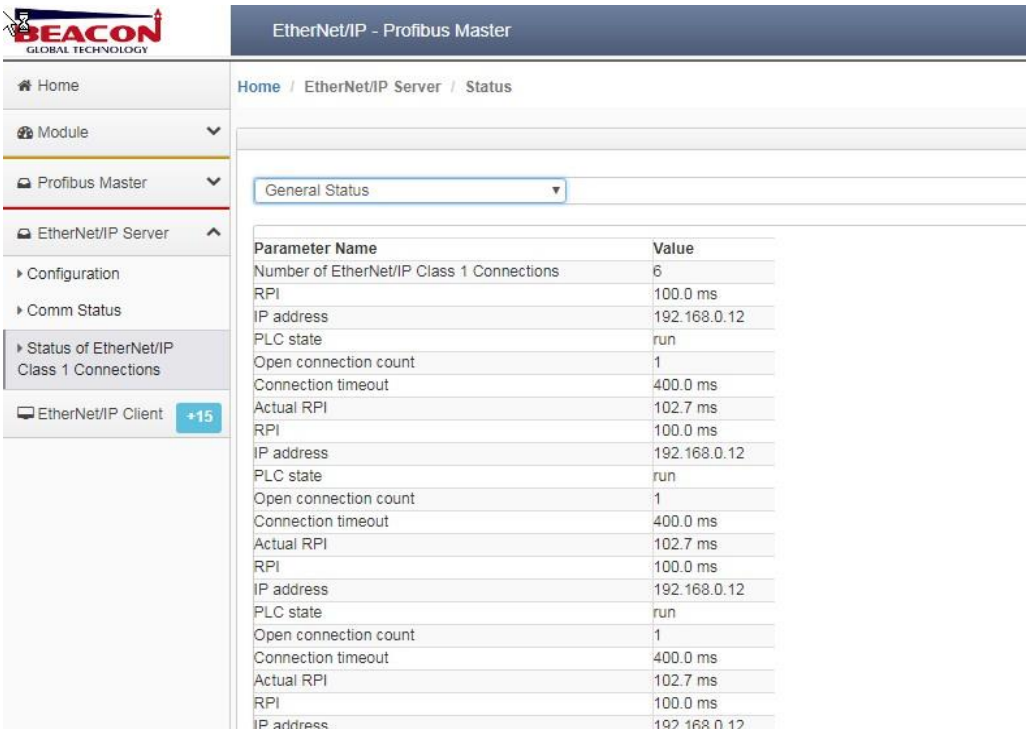 BEACON
GLOBAL TECHNOLOGY
EtherNet/IP - Profibus Master
Home
Module
Profibus Master
EtherNet/IP Server
Configuration
Comm Status
Status of EtherNet/IP
Class 1 Connections
EtherNet/IP Client +15
Home / EtherNet/IP Server / Status
General Status
Parameter Name Value
Number of EtherNet/IP Class 1 Connections 6
RPI 100.0 ms
IP address 192.168.0.12
PLC state run
Open connection count 1
Connection timeout 400.0 ms
Actual RPI 102.7 ms
RPI 100.0 ms
IP address 192.168.0.12
PLC state run
Open connection count 1
Connection timeout 400.0 ms
Actual RPI 102.7 ms
RPI 100.0 ms
IP address 192.168.0.12
PLC state run
Open connection count 1
Connection timeout 400.0 ms
Actual RPI 102.7 ms
RPI 100.0 ms
IP address 192.168.0.12